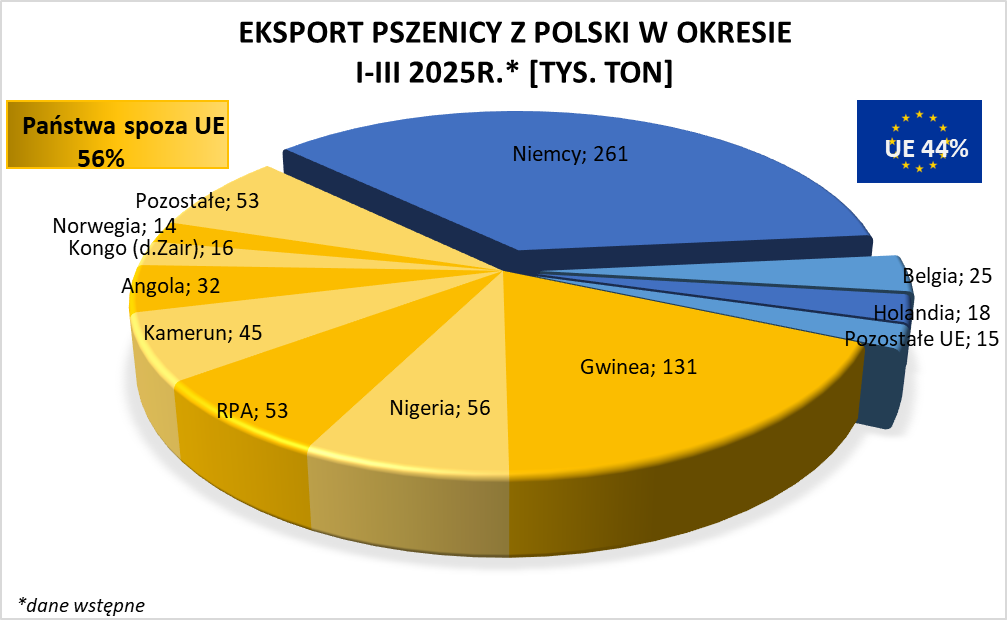 EKSPORT PSZENICY Z POLSKI W OKRESIE
I-III 2025R.* [TYS. TON]
Państwa spoza UE
56%
UE 44%
Niemcy; 261
Pozostałe; 53
Norwegia; 14
Kongo (d.Zair); 16
Belgia; 25
Angola; 32
Holandia; 18
Kamerun; 45
Pozostałe UE; 15
Gwinea; 131
RPA; 53
Nigeria; 56
*dane wstępne